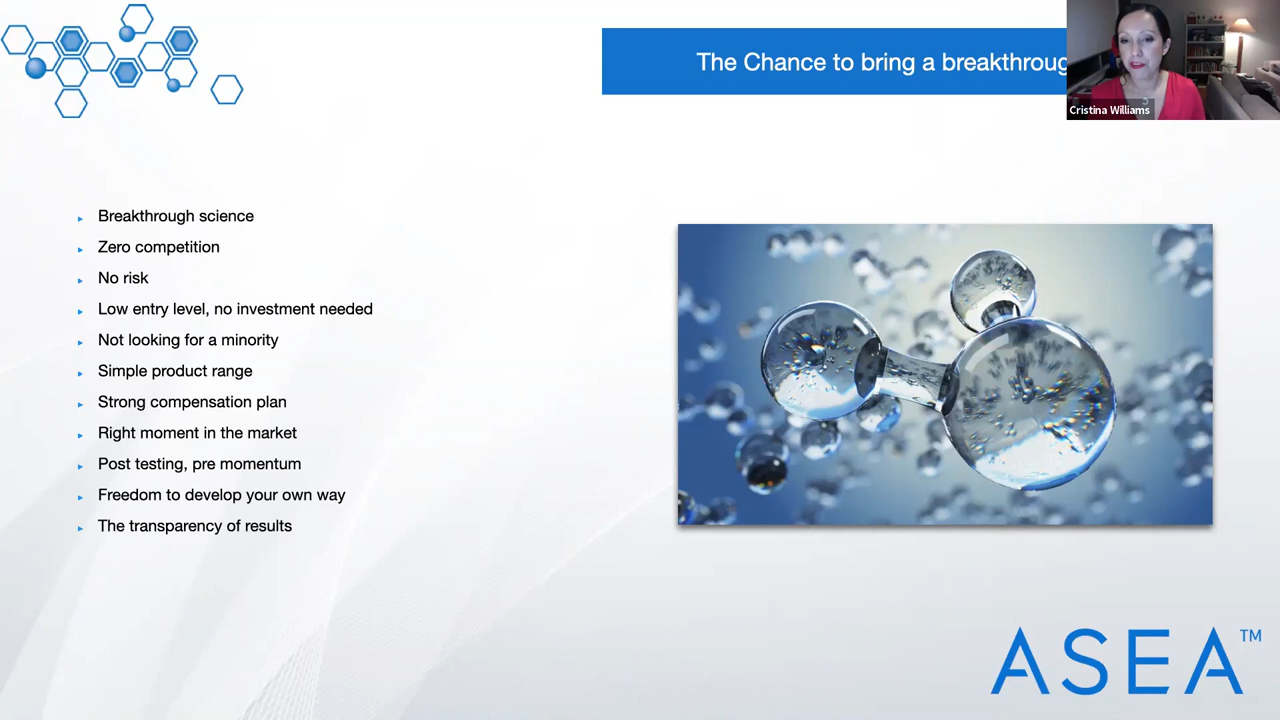 The Chance to bring a breakthroug
Cristina Williams
Breakthrough science
Zero competition
No risk
Low entry level, no investment needed
Not looking for a minority
Simple product range
Strong compensation plan
Right moment in the market
Post testing, pre momentum
Freedom to develop your own way
The transparency of results
ASEA™